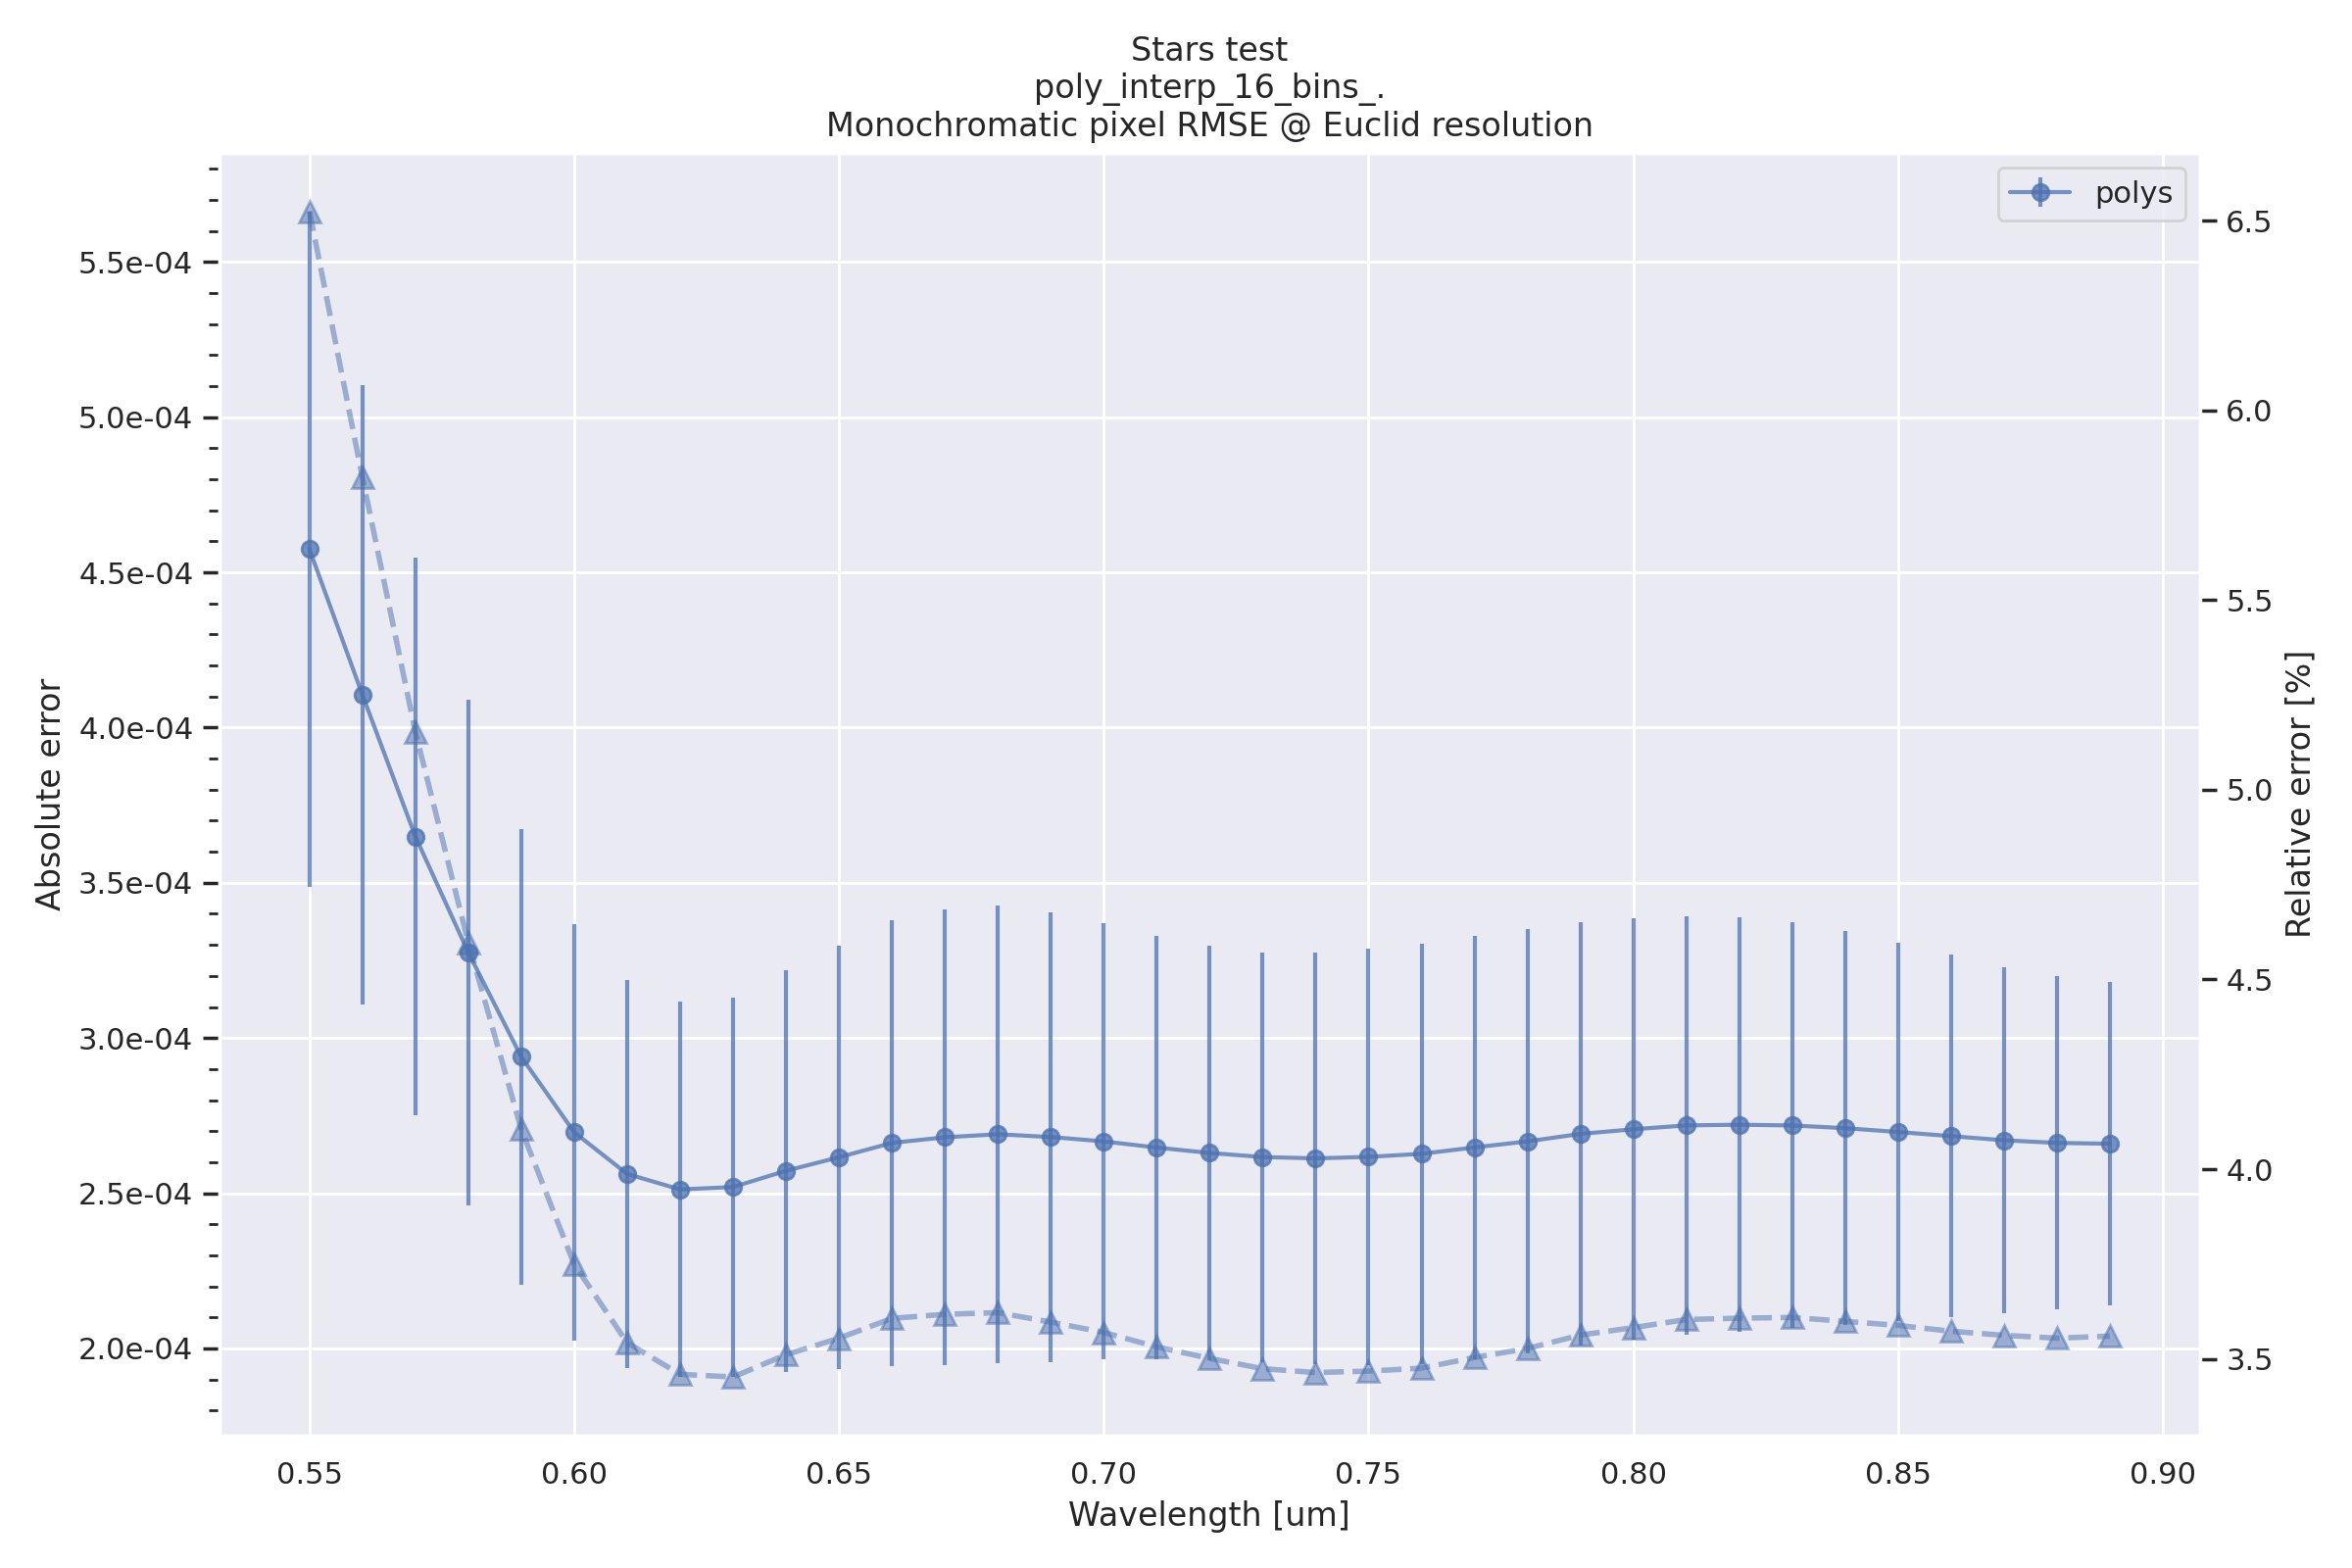 Stars test
poly_interp_16_bins_.
Monochromatic pixel RMSE @ Euclid resolution
polys
5.5e-04
5.0e-04
4.5e-04
4.0e-04
3.5e-04
3.0e-04
2.5e-04
2.0e-04
Absolute error
6.5
6.0
5.5
5.0
4.5
4.0
3.5
Relative error [%]
0.55 0.60 0.65 0.70 0.75 0.80 0.85 0.90
Wavelength [um]